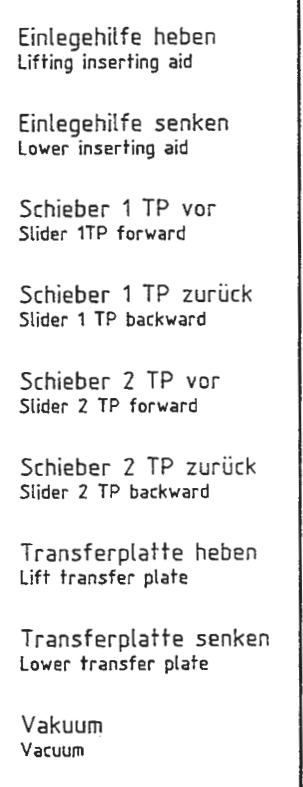 Einlegehilfe heben
Lifting inserting aid
Einlegehilfe senken
Lower inserting aid
Schieber 1 TP vor
Slider 1TP forward
Schieber 1 TP zurück
Slider 1 TP backward
Schieber 2 TP vor
Slider 2 TP forward
Schieber 2 TP zurück
Slider 2 TP backward
Transferplatte heben
Lift transfer plate
Transferplatte senken
Lower transfer plate
Vakuum
Vacuum